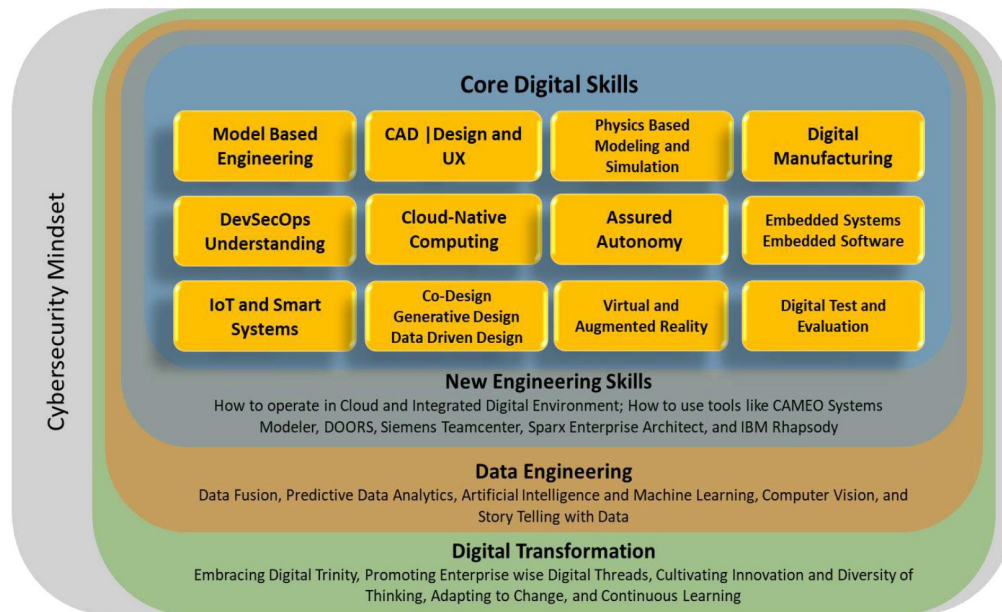 Cybersecurity Mindset
Core Digital Skills
Model Based
Engineering
CAD |Design and
UX
Physics Based
Modeling and
Simulation
Digital
Manufacturing
DevSecOps
Understanding
Cloud-Native
Computing
Assured
Autonomy
Embedded Systems
Embedded Software
IoT and Smart
Systems
Co-Design
Generative Design
Data Driven Design
Virtual and
Augmented Reality
Digital Test and
Evaluation
New Engineering Skills
How to operate in Cloud and Integrated Digital Environment; How to use tools like CAMEO Systems
Modeler, DOORS, Siemens Teamcenter, Sparx Enterprise Architect, and IBM Rhapsody
Data Engineering
Data Fusion, Predictive Data Analytics, Artificial Intelligence and Machine Learning, Computer Vision, and
Story Telling with Data
Digital Transformation
Embracing Digital Trinity, Promoting Enterprise wise Digital Threads, Cultivating Innovation and Diversity of
Thinking, Adapting to Change, and Continuous Learning